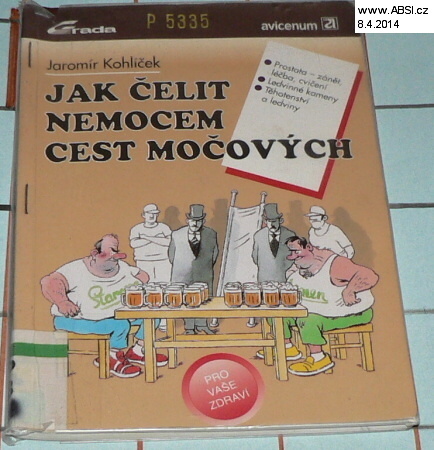 www.ABSI.cz
8.4.2014
Grada
P 5335
avicenum
Jaromír Kohlíček
JAK ČELIT
NEMOCEM
CEST MOČOVÝCH
• Prostata – zánět,
léčba, cvičení
• Ledvinné kameny
• Těhotenství
a ledviny
PRO
VAŠE
ZDRAVÍ